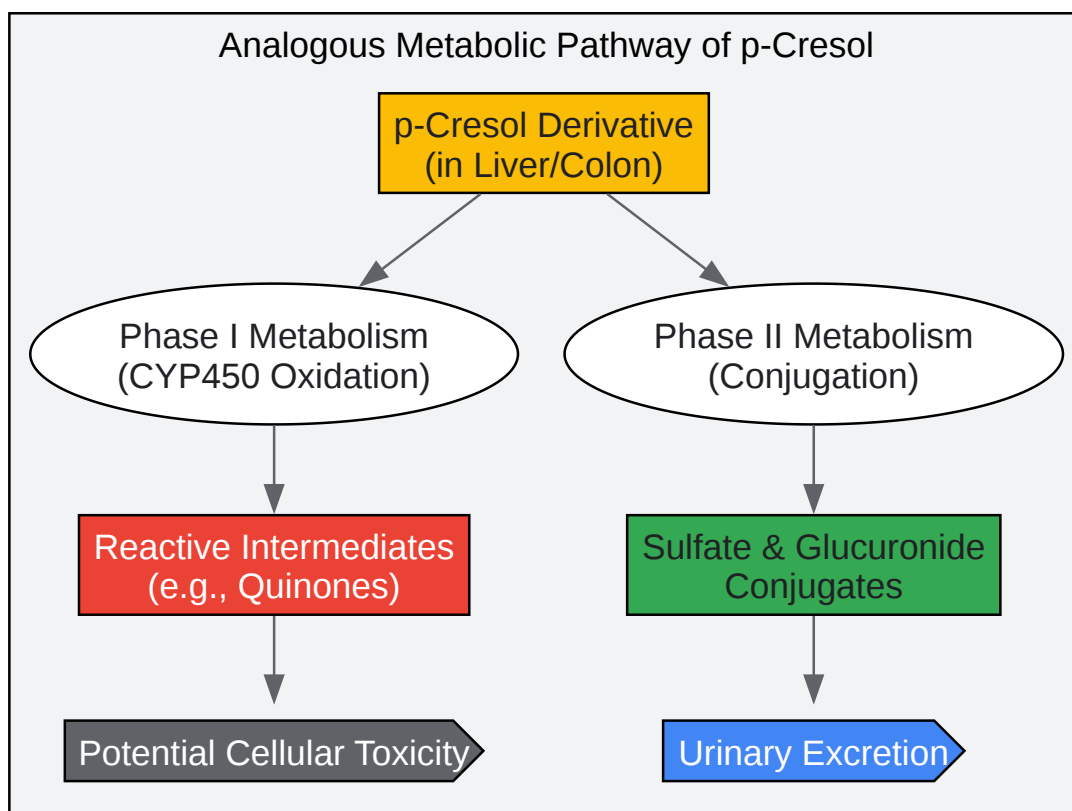 Analogous Metabolic Pathway of p-Cresol
p-Cresol Derivative
(in Liver/Colon)
Phase I Metabolism
(CYP450 Oxidation)
Phase II Metabolism
(Conjugation)
Reactive Intermediates
(e.g., Quinones)
Sulfate & Glucuronide
Conjugates
Potential Cellular Toxicity
Urinary Excretion